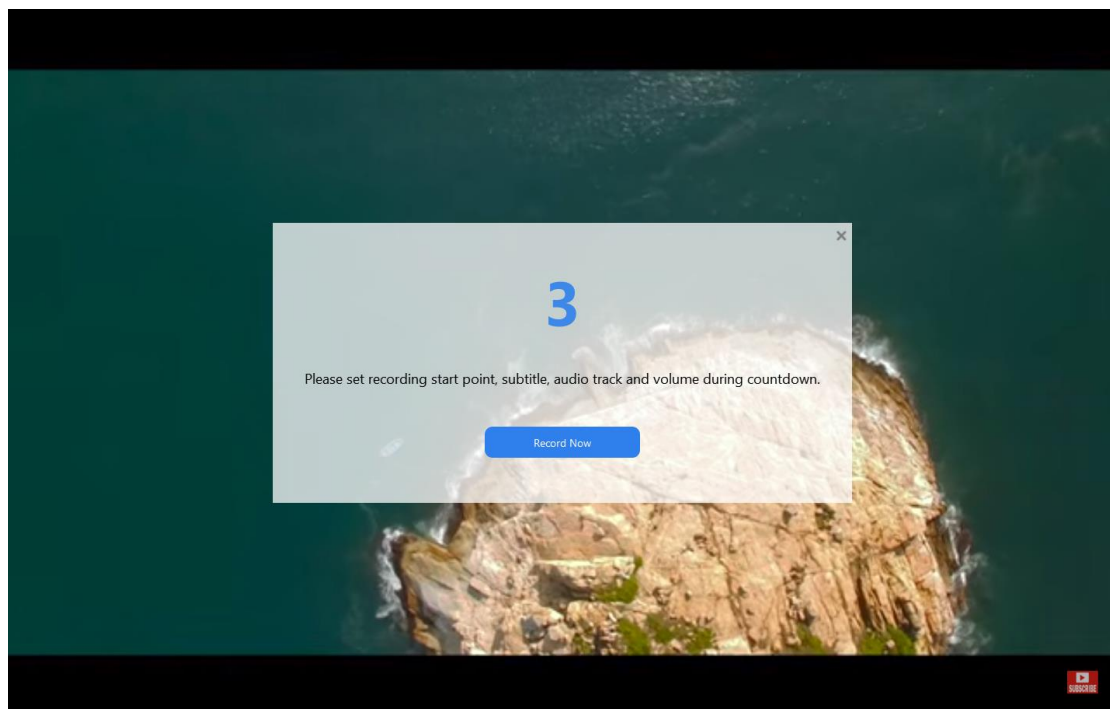 3
Please set recording start point, subtitle, audio track and volume during countdown.
Record Now
SUBSCRIBE